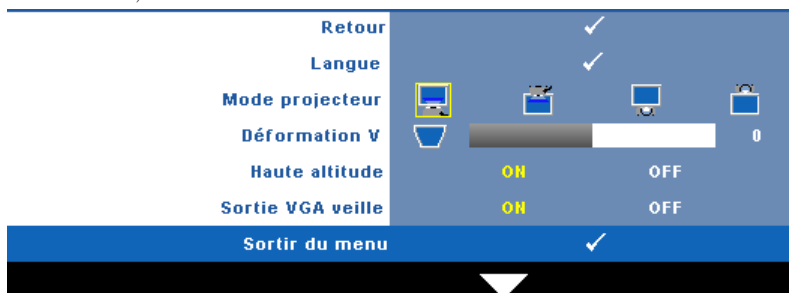 Retour
Langue
Mode projecteur
Déformation V 0
Haute altitude ON OFF
Sortie VGA veille ON OFF
Sortir du menu